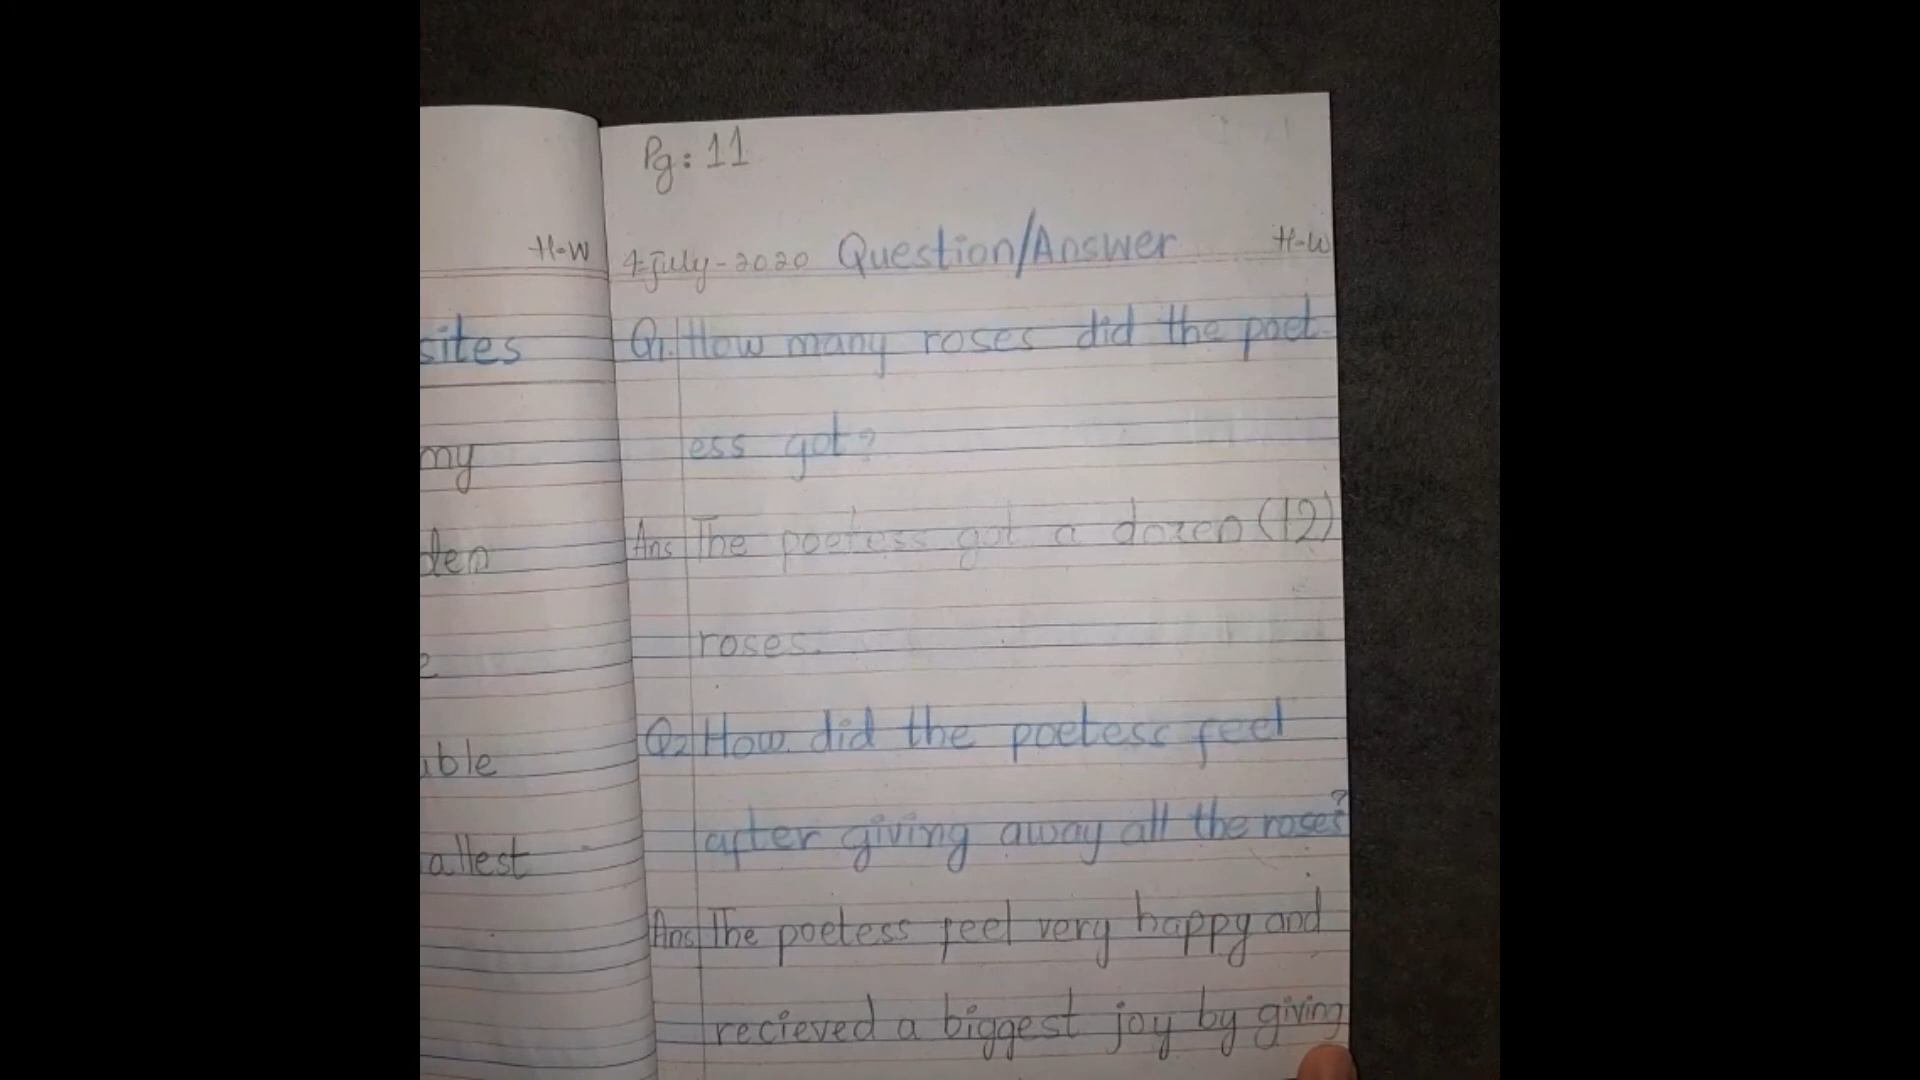 H-W
sites
my
den
e
ble
allest
Pg: 11
4-July-2020 Question/Answer H-W
Q1. How many roses did the poet
ess got?
Ans The poetess got a dozen (12)
roses.
Q2 How did the poetess feel
after giving away all the roses?
Ans The poetess feel very happy and
recieved a biggest joy by giving